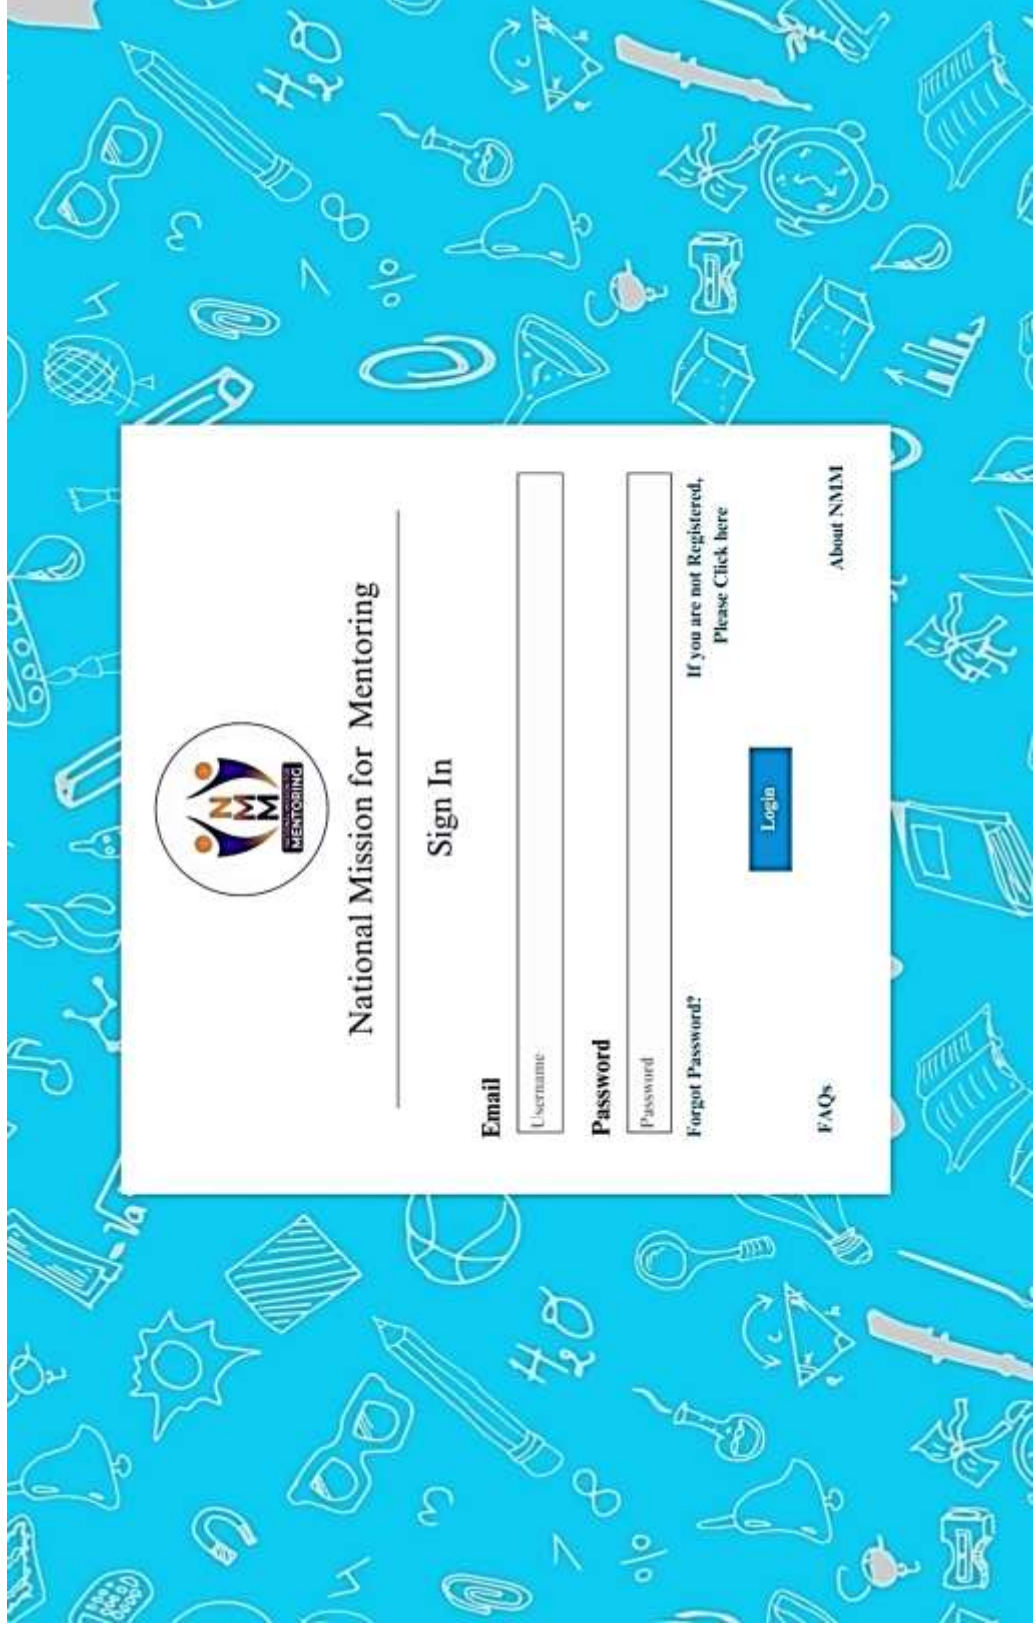 NMM
MENTORING
National Mission for Mentoring
Sign In
Email
Username
Password
Password
Forgot Password?
If you are not Registered,
Please Click here
Login
FAQs
About NMM